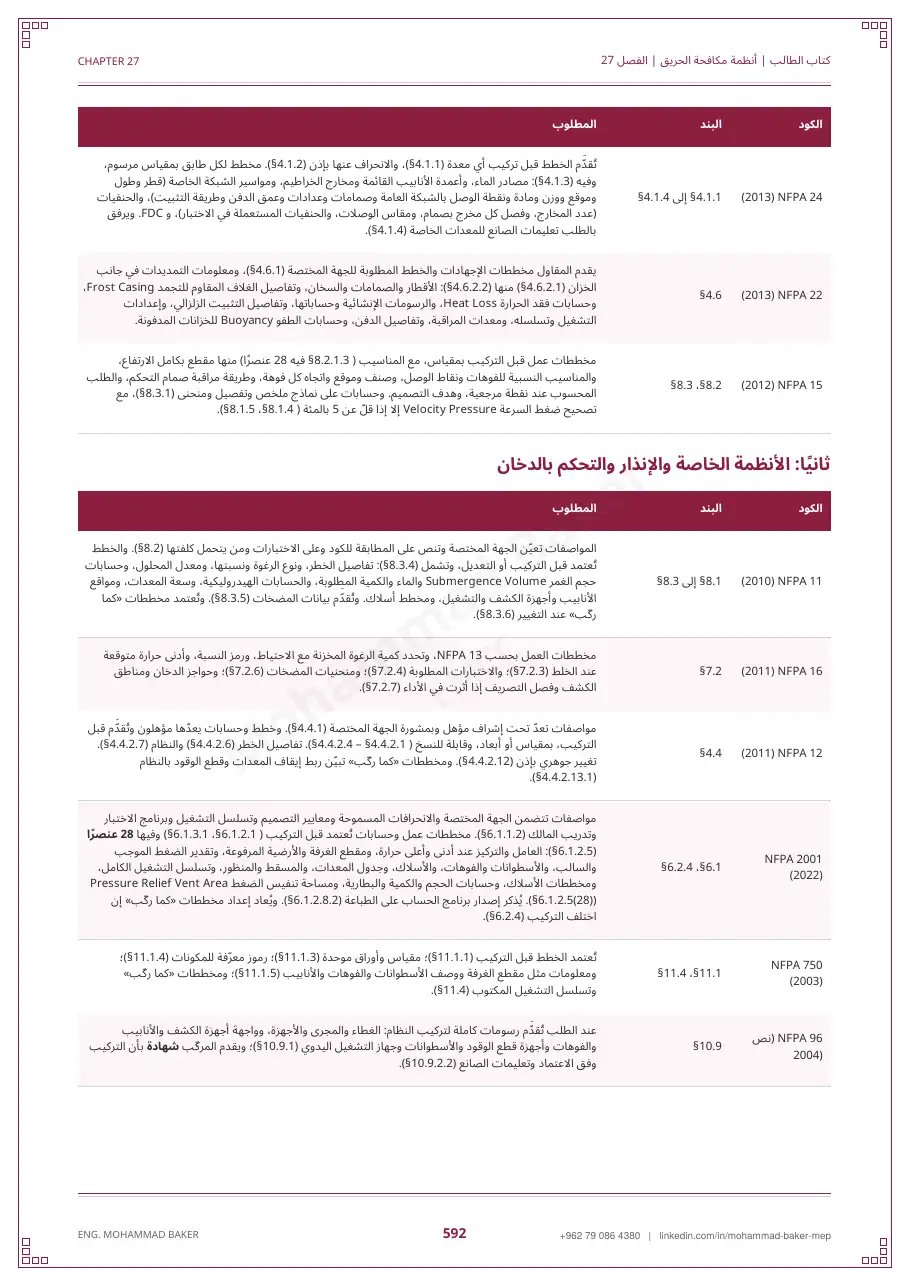 كتاب الطالب | أنظمة مكافحة الحريق | الفصل 27
CHAPTER 27
الكود
البند
المطلوب
NFPA 24 (2013)
§4.1.1 إلى §4.1.4
تُقدَّم الخطط قبل تركيب أي معدة (§4.1.1)، والانحراف عنها بإذن (§4.1.2). مخطط لكل طابق بمقياس مرسوم،
وفيه (§4.1.3): مصادر الماء، وأعمدة الأنابيب القائمة ومخارج الخراطيم، ومواسير الشبكة الخاصة (قطر وطول
وموقع ووزن ومادة ونقطة الوصل بالشبكة العامة وصمامات وعدادات وعمق الدفن وطريقة التثبيت)، والحنفيات
(عدد المخارج، وفصل كل مخرج بصمام، ومقاس الوصلات، والحنفيات المستعملة في الاختبار)، و FDC. ويرفق
بالطلب تعليمات الصانع للمعدات الخاصة (§4.1.4).
NFPA 22 (2013)
§4.6
يقدم المقاول مخططات الإجهادات والخطط المطلوبة للجهة المختصة (§4.6.1)، ومعلومات التمديدات في جانب
الخزان (§4.6.2.1) منها (§4.6.2.2): الأقطار والصمامات والسخان، وتفاصيل الغلاف المقاوم للتجمد Frost Casing،
وحسابات فقد الحرارة Heat Loss، والرسومات الإنشائية وحساباتها، وتفاصيل التثبيت الزلزالي، وإعدادات
التشغيل وتسلسله، ومعدات المراقبة، وتفاصيل الدفن، وحسابات الطفو Buoyancy للخزانات المدفونة.
NFPA 15 (2012)
§8.2، §8.3
مخططات عمل قبل التركيب بمقياس، مع المناسيب ( §8.2.1.3 فيه 28 عنصرًا) منها مقطع بكامل الارتفاع،
والمناسيب النسبية للفوهات ونقاط الوصل، وصنف وموقع واتجاه كل فوهة، وطريقة مراقبة صمام التحكم، والطلب
المحسوب عند نقطة مرجعية، وهدف التصميم. وحسابات على نماذج ملخص وتفصيل ومنحنى (§8.3.1)، مع
تصحيح ضغط السرعة Velocity Pressure إلا إذا قلّ عن 5 بالمئة ( §8.1.4، §8.1.5).
ثانيًا: الأنظمة الخاصة والإنذار والتحكم بالدخان
الكود
البند
المطلوب
NFPA 11 (2010)
§8.1 إلى §8.3
المواصفات تعيّن الجهة المختصة وتنص على المطابقة للكود وعلى الاختبارات ومن يتحمل كلفتها (§8.2). والخطط
تُعتمد قبل التركيب أو التعديل، وتشمل (§8.3.4): تفاصيل الخطر، ونوع الرغوة ونسبتها، ومعدل المحلول، وحسابات
حجم الغمر Submergence Volume والماء والكمية المطلوبة، والحسابات الهيدروليكية، وسعة المعدات، ومواقع
الأنابيب وأجهزة الكشف والتشغيل، ومخطط أسلاك. وتُقدَّم بيانات المضخات (§8.3.5). وتُعتمد مخططات «كما
ركّب» عند التغيير (§8.3.6).
NFPA 16 (2011)
§7.2
مخططات العمل بحسب NFPA 13، وتحدد كمية الرغوة المخزنة مع الاحتياط، ورمز النسبة، وأدنى حرارة متوقعة
عند الخلط (§7.2.3)؛ والاختبارات المطلوبة (§7.2.4)؛ ومنحنيات المضخات (§7.2.6)؛ وحواجز الدخان ومناطق
الكشف وفصل التصريف إذا أثرت في الأداء (§7.2.7).
NFPA 12 (2011)
§4.4
مواصفات تعدّ تحت إشراف مؤهل وبمشورة الجهة المختصة (§4.4.1). وخطط وحسابات يعدّها مؤهلون وتُقدَّم قبل
التركيب، بمقياس أو أبعاد، وقابلة للنسخ ( §4.4.2.1 – §4.4.2.4). تفاصيل الخطر (§4.4.2.6) والنظام (§4.4.2.7).
تغيير جوهري بإذن (§4.4.2.12). ومخططات «كما ركّب» تبيّن ربط إيقاف المعدات وقطع الوقود بالنظام
(§4.4.2.13.1).
NFPA 2001
(2022)
§6.1، §6.2.4
مواصفات تتضمن الجهة المختصة والانحرافات المسموحة ومعايير التصميم وتسلسل التشغيل وبرنامج الاختبار
وتدريب المالك (§6.1.1.2). مخططات عمل وحسابات تُعتمد قبل التركيب ( §6.1.2.1، §6.1.3.1) وفيها 28 عنصرًا
(§6.1.2.5): العامل والتركيز عند أدنى وأعلى حرارة، ومقطع الغرفة والأرضية المرفوعة، وتقدير الضغط الموجب
والسالب، والأسطوانات والفوهات، والأسلاك، وجدول المعدات، والمسقط والمنظور، وتسلسل التشغيل الكامل،
ومخططات الأسلاك، وحسابات الحجم والكمية والبطارية، ومساحة تنفيس الضغط Pressure Relief Vent Area
(§6.1.2.5(28)). يُذكر إصدار برنامج الحساب على الطباعة (§6.1.2.8.2). ويُعاد إعداد مخططات «كما ركّب» إن
اختلف التركيب (§6.2.4).
NFPA 750
(2003)
§11.1، §11.4
تُعتمد الخطط قبل التركيب (§11.1.1)؛ مقياس وأوراق موحدة (§11.1.3)؛ رموز معرّفة للمكونات (§11.1.4)؛
ومعلومات مثل مقطع الغرفة ووصف الأسطوانات والفوهات والأنابيب (§11.1.5)؛ ومخططات «كما ركّب»
وتسلسل التشغيل المكتوب (§11.4).
NFPA 96 (نص
2004)
§10.9
عند الطلب تُقدَّم رسومات كاملة لتركيب النظام: الغطاء والمجرى والأجهزة، وواجهة أجهزة الكشف والأنابيب
والفوهات وأجهزة قطع الوقود والأسطوانات وجهاز التشغيل اليدوي (§10.9.1)؛ ويقدم المركّب شهادة بأن التركيب
وفق الاعتماد وتعليمات الصانع (§10.9.2.2).
ENG. MOHAMMAD BAKER
592
+962 79 086 4380 | linkedin.com/in/mohammad-baker-mep